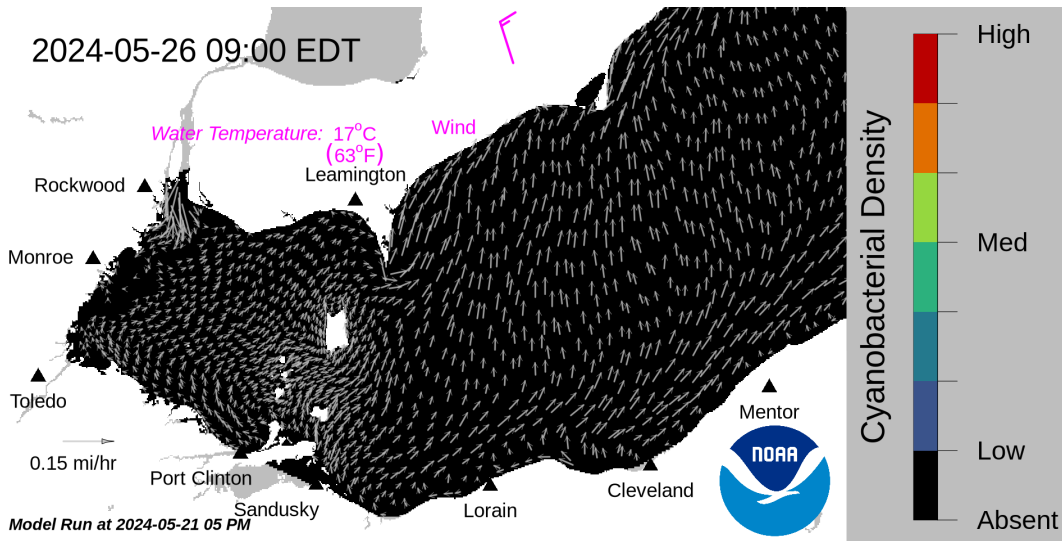 2024-05-26 09:00 EDT
Water Temperature: 17°C
(63°F)
Wind
Leamington
Rockwood
Monroe
Toledo
0.15 mi/hr
Port Clinton
Sandusky
Lorain
Cleveland
Mentor
NOAA
Model Run at 2024-05-21 05 PM
Cyanobacterial Density
High
Med
Low
Absent